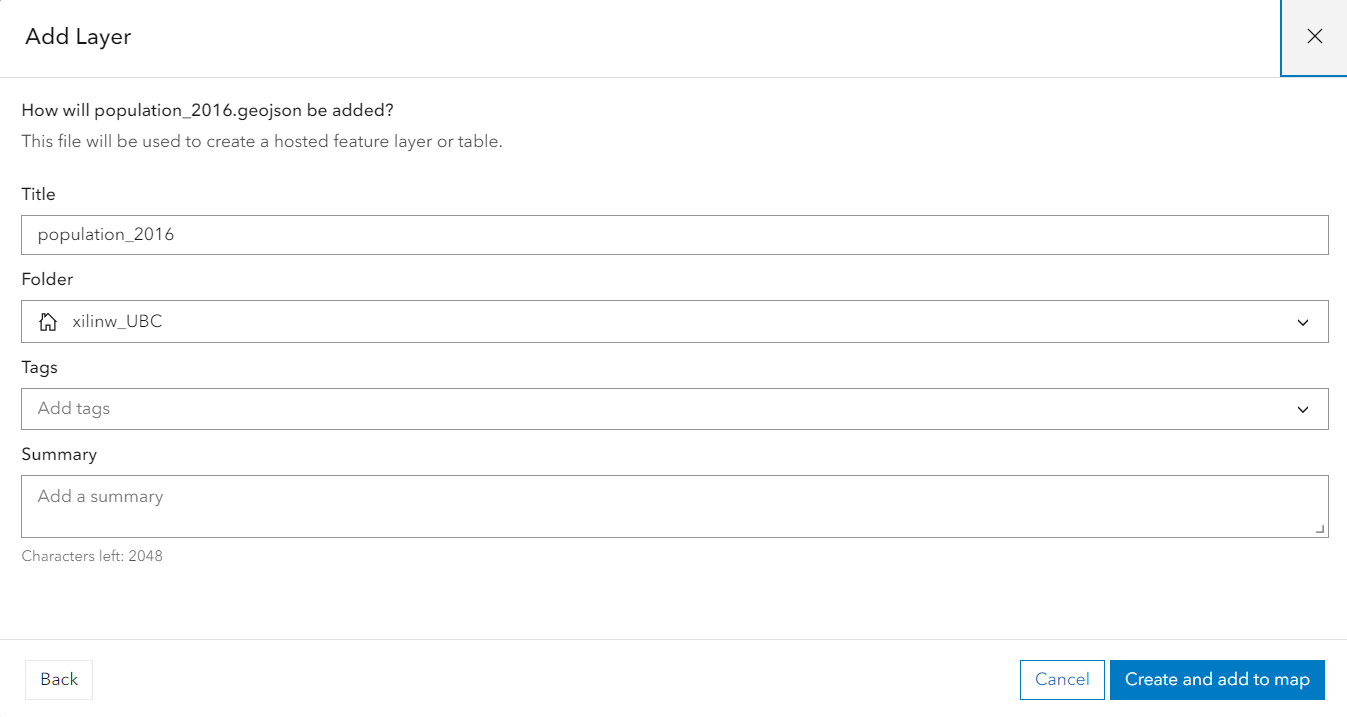 Add Layer
How will population_2016.geojson be added?
This file will be used to create a hosted feature layer or table.
Title
population_2016
Folder
xilinw_UBC
Tags
Add tags
Summary
Add a summary
Characters left: 2048
Back
Cancel
Create and add to map